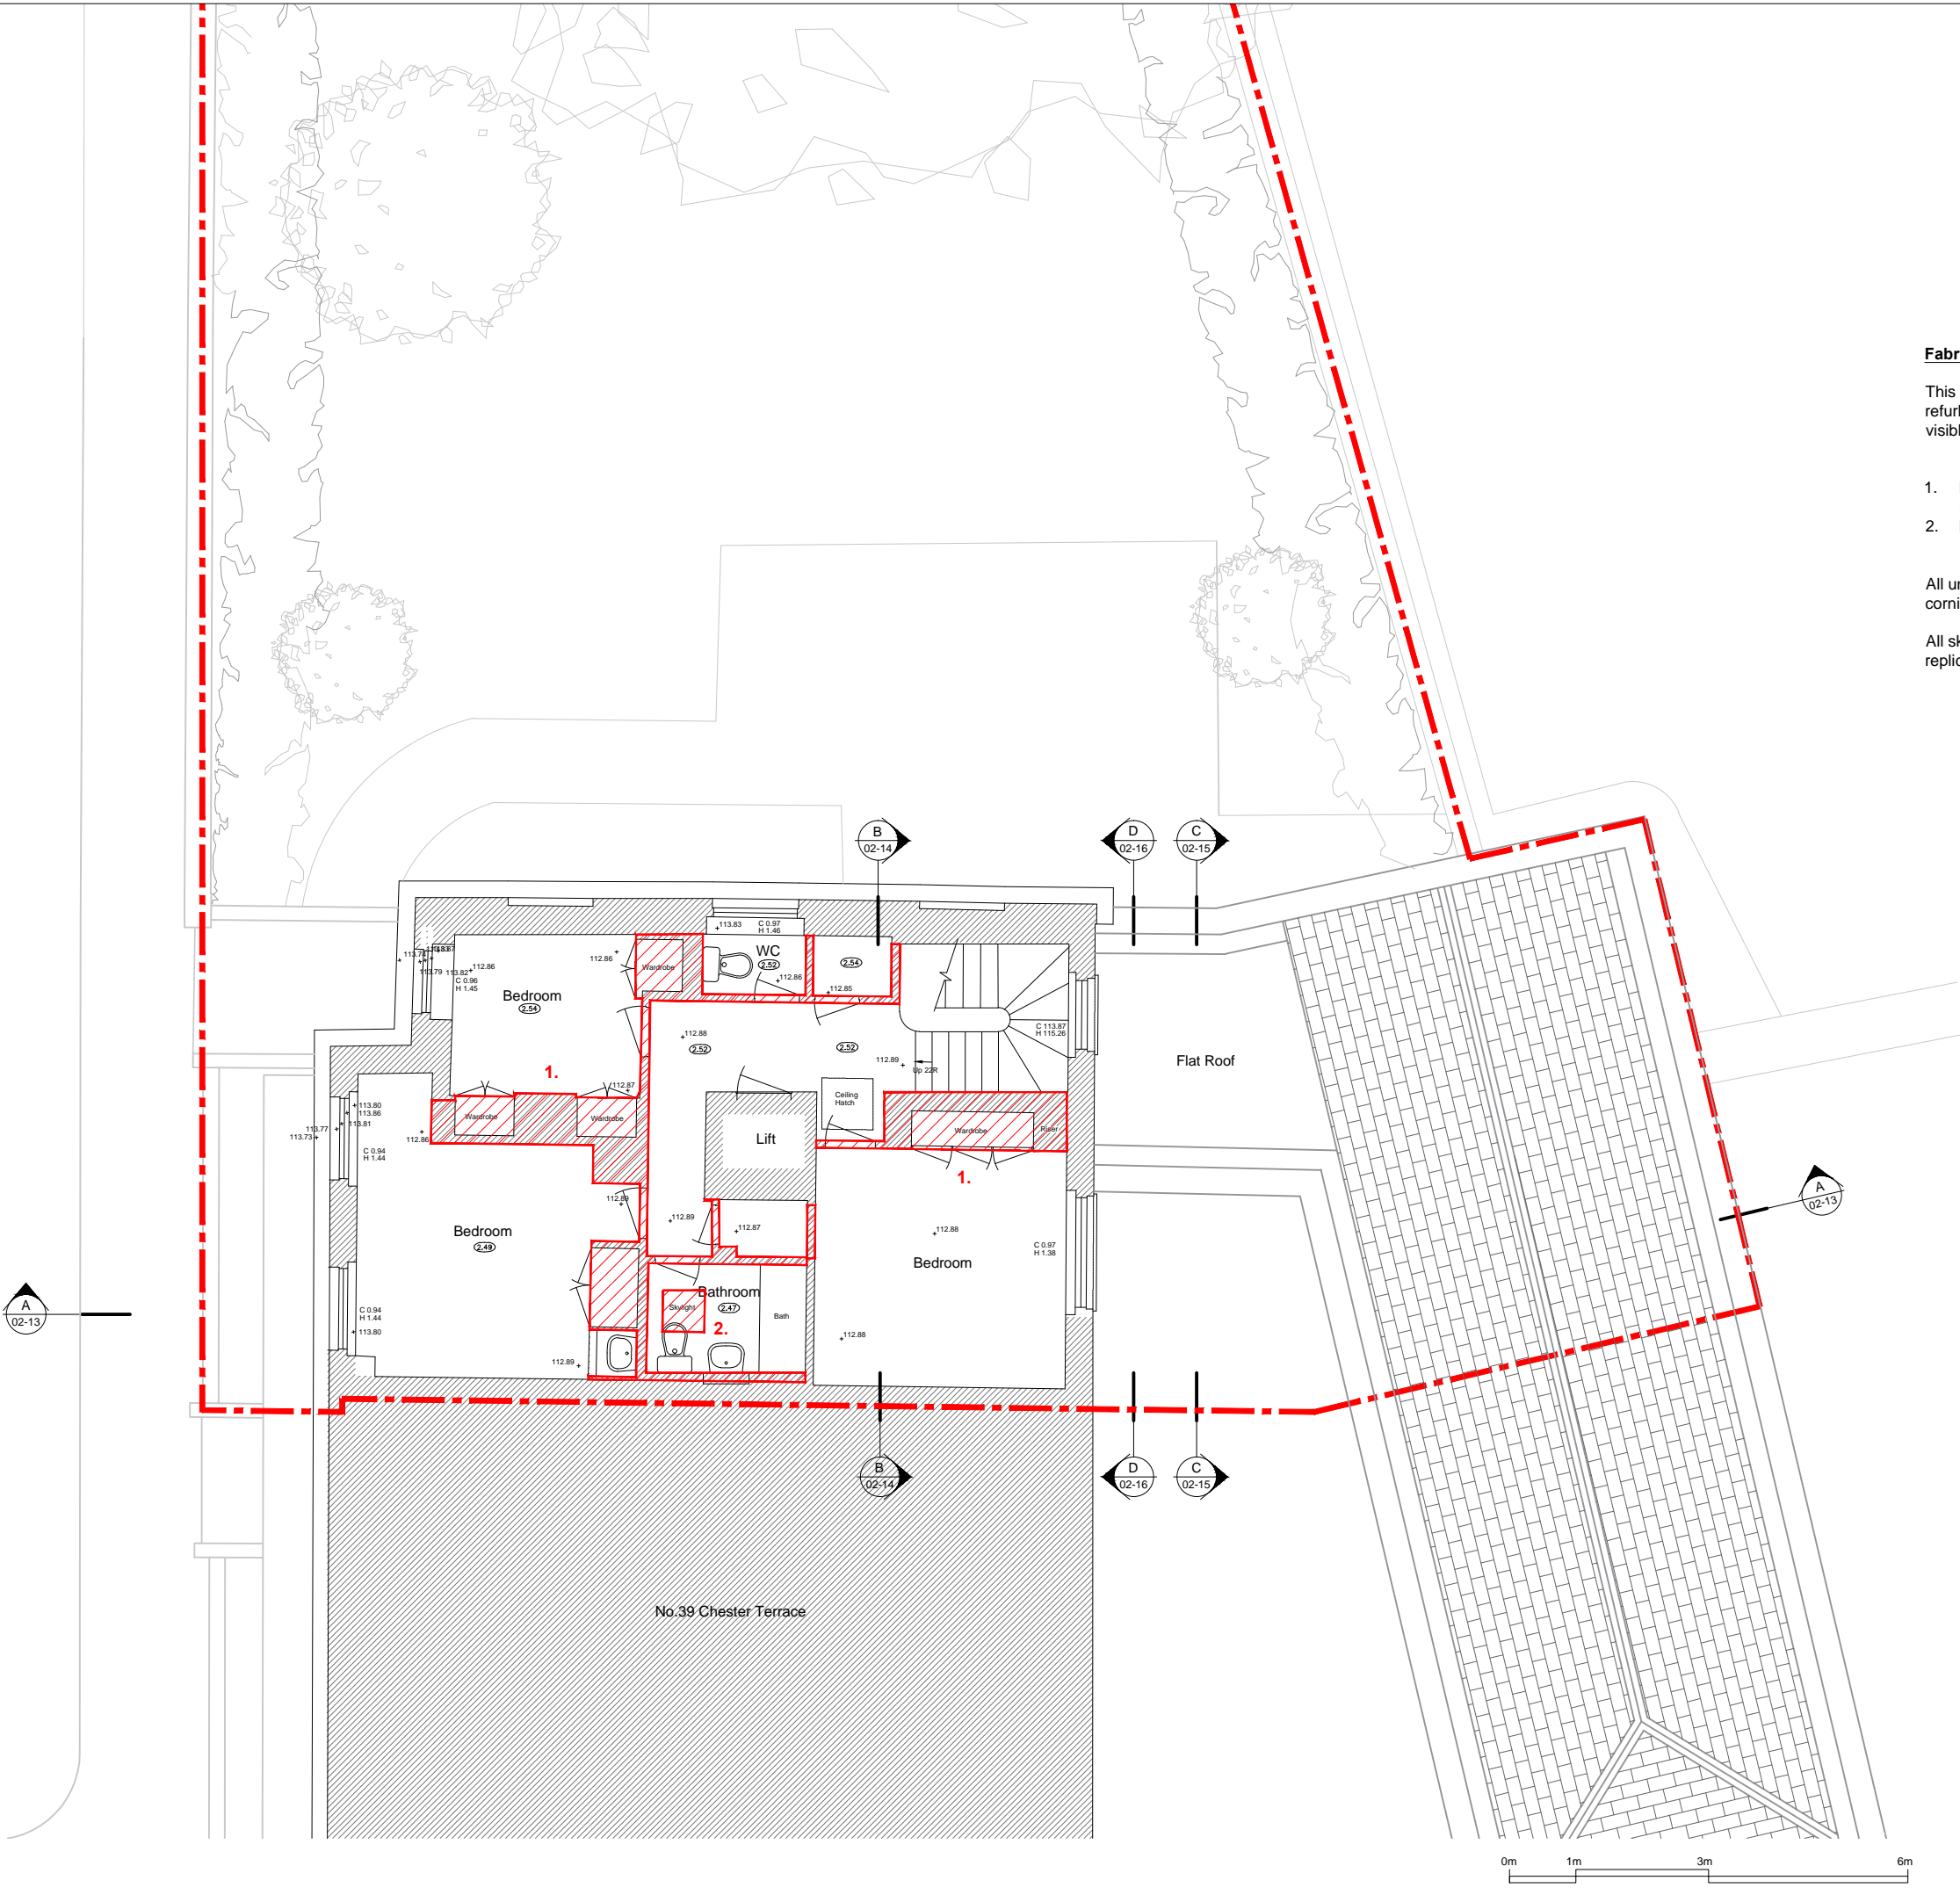 Fabr
This
refurl
visibl
1.
2.
All un
corni
All sk
replic
B
02-14
D
02-16
C
02-15
113.83
C 0.97
H 1.46
WC
2.52
112.86
2.54
112.85
112.86
Wardrobe
113.74
113.79
113.82
112.86
C 0.96
H 1.45
Bedroom
2.54
112.88
2.52
2.52
112.89
Up 22R
C 113.87
H 115.26
Flat Roof
1.
112.87
Wardrobe
Wardrobe
Ceiling
Hatch
Lift
Wardrobe
Riser
1.
113.80
113.86
113.81
113.77
113.73
112.86
C 0.94
H 1.44
112.89
Bedroom
2.49
112.89
112.87
112.88
C 0.97
H 1.38
Bedroom
A
02-13
A
02-13
C 0.94
H 1.44
113.80
Bathroom
2.47
Skylight
Bath
2.
112.89
112.88
B
02-14
D
02-16
C
02-15
No.39 Chester Terrace
0m
1m
3m
6m